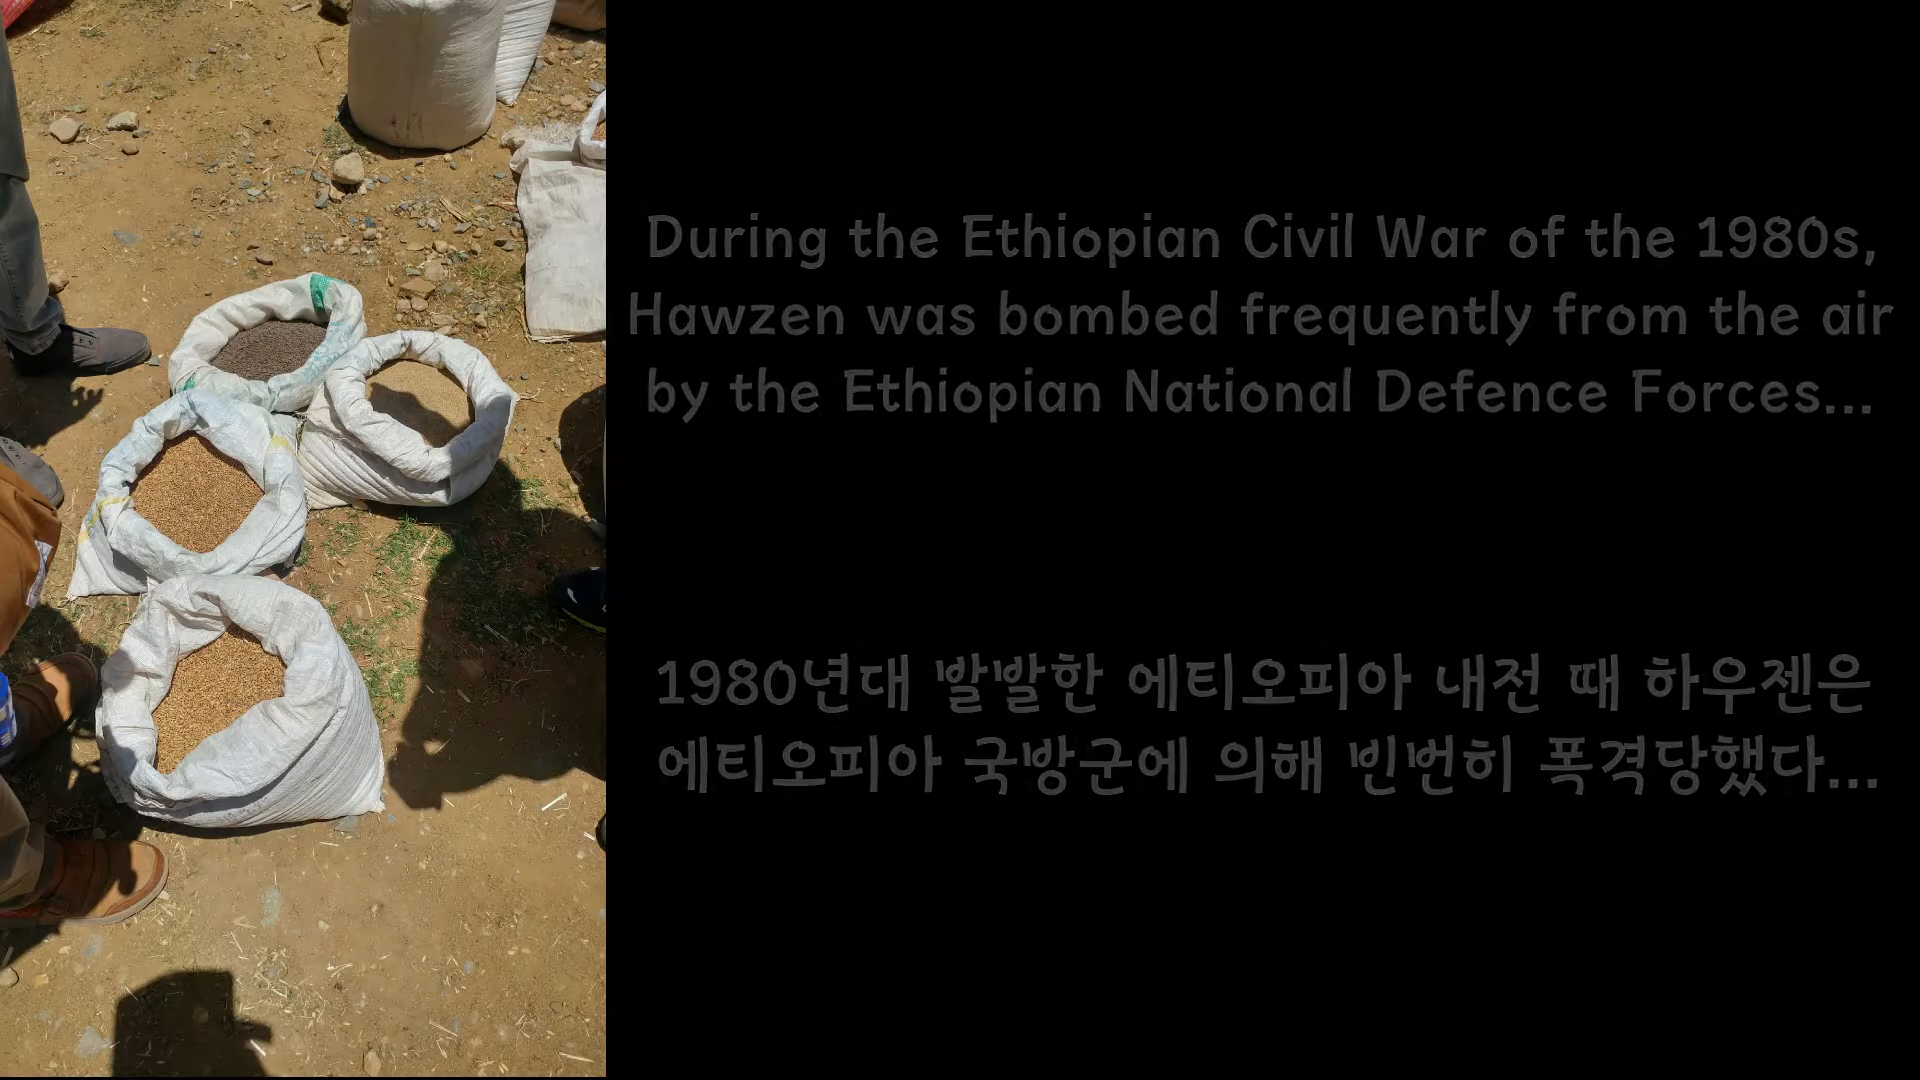 During the Ethiopian Civil War of the 1980s,
Hawzen was bombed frequently from the air
by the Ethiopian National Defence Forces...
1980년대 발발한 에티오피아 내전 때 하우젠은
에티오피아 국방군에 의해 빈번히 폭격당했다...